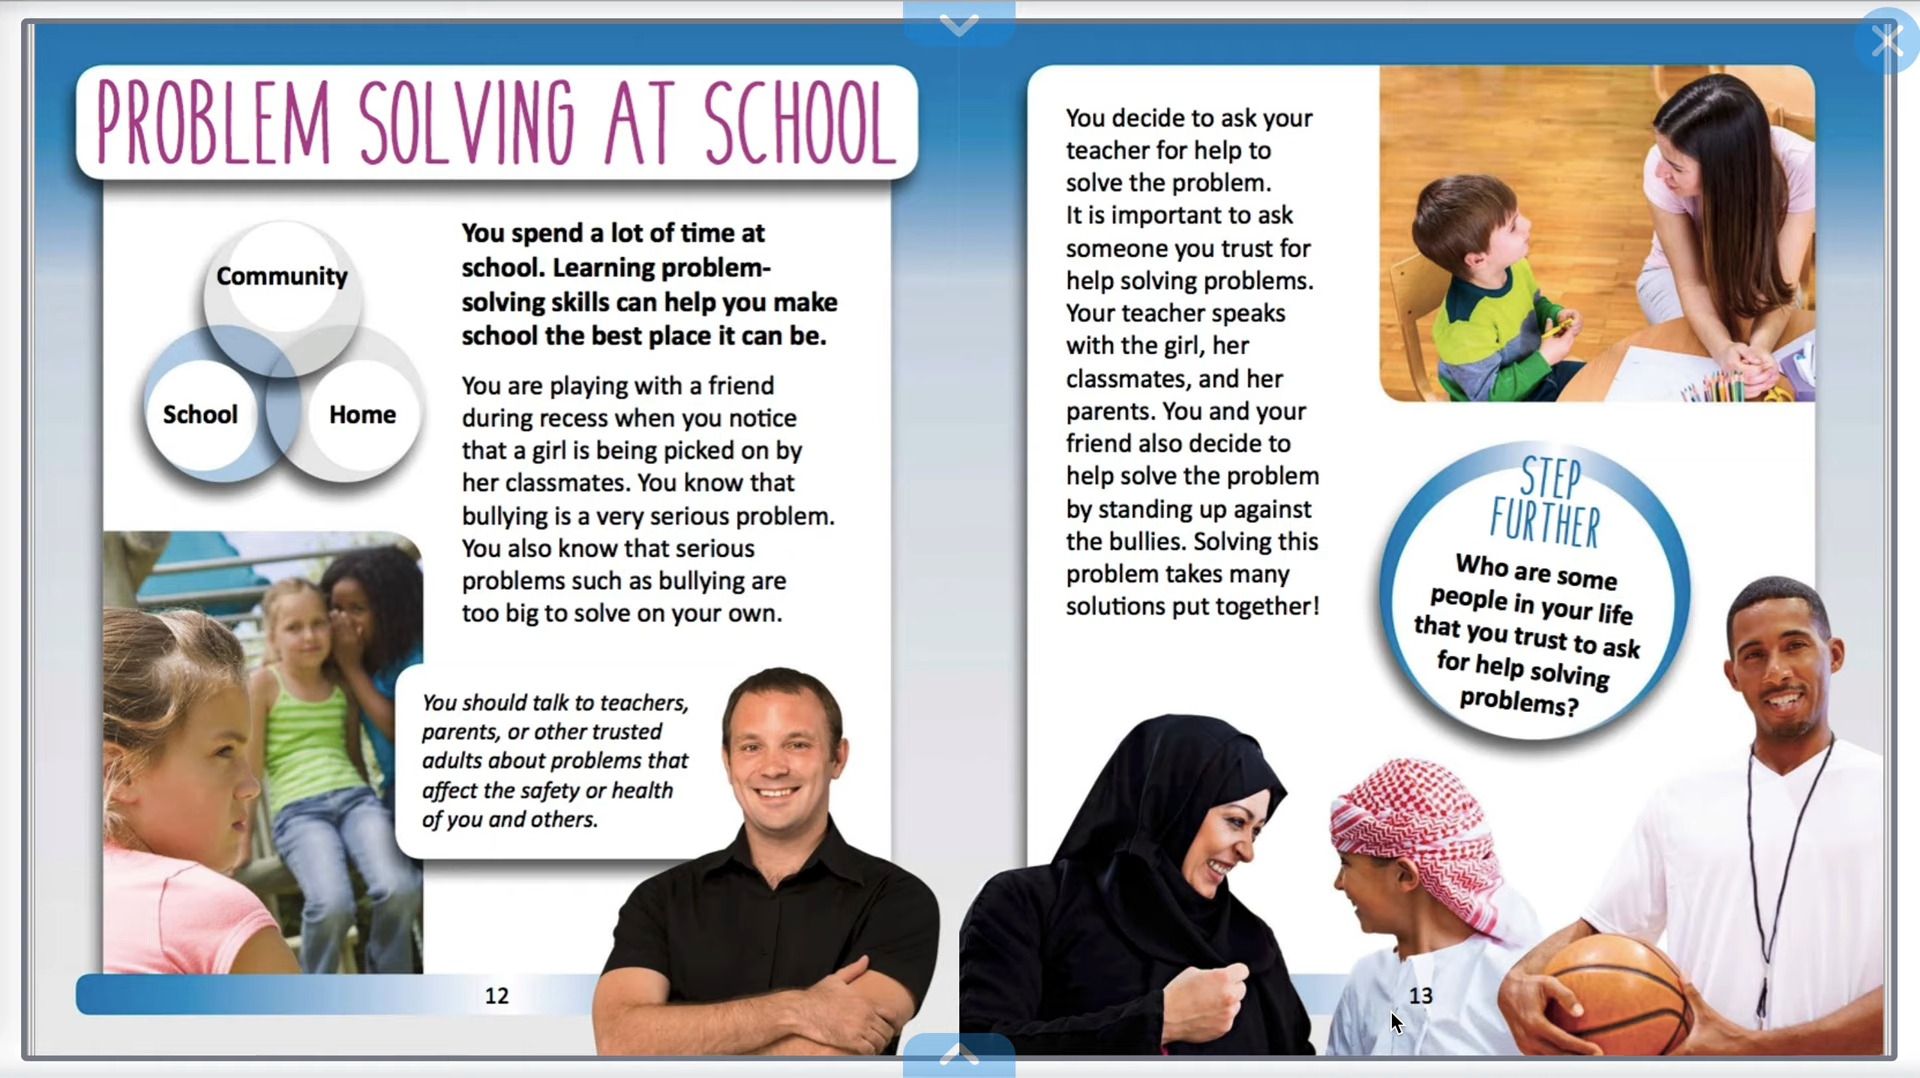 PROBLEM SOLVING AT SCHOOL
Community
School
Home
You spend a lot of time at
school. Learning problem-
solving skills can help you make
school the best place it can be.
You are playing with a friend
during recess when you notice
that a girl is being picked on by
her classmates. You know that
bullying is a very serious problem.
You also know that serious
problems such as bullying are
too big to solve on your own.
You should talk to teachers,
parents, or other trusted
adults about problems that
affect the safety or health
of you and others.
12
You decide to ask your
teacher for help to
solve the problem.
It is important to ask
someone you trust for
help solving problems.
Your teacher speaks
with the girl, her
classmates, and her
parents. You and your
friend also decide to
help solve the problem
by standing up against
the bullies. Solving this
problem takes many
solutions put together!
STEP
FURTHER
Who are some
people in your life
that you trust to ask
for help solving
problems?
13